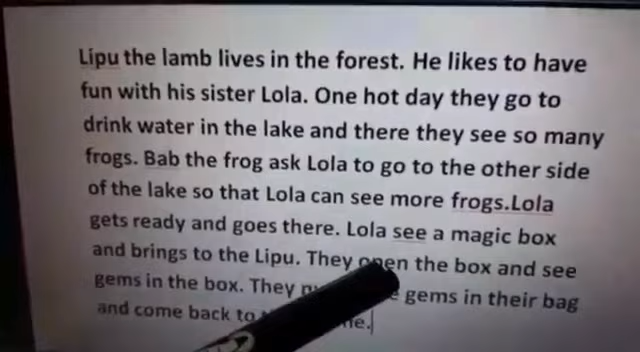 Lipu the lamb lives in the forest. He likes to have
fun with his sister Lola. One hot day they go to
drink water in the lake and there they see so many
frogs. Bab the frog ask Lola to go to the other side
of the lake so that Lola can see more frogs.Lola
gets ready and goes there. Lola see a magic box
and brings to the Lipu. They open the box and see
gems in the box. They gems in their bag
and come back to